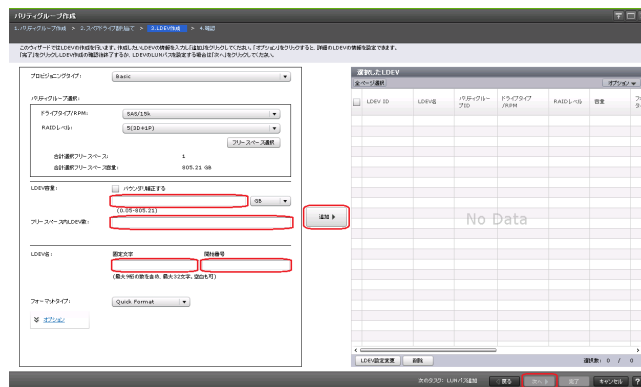 パリティグループ作成
1.パリティグループ作成 > 2.スペアドライブ割り当て > 3.LDEV作成 > 4.確認
このウィザードではLDEVの作成を行います。作成したいLDEVの情報を入力し「追加」をクリックしてください。「オプション」をクリックすると、詳細のLDEVの情報を設定できます。
「完了」をクリックしLDEV作成の確認後終了するか、LDEVのLUNパスを設定する場合は「次へ」をクリックしてください。
プロビジョニングタイプ: Basic
パリティグループ選択:
ドライブタイプ/RPM: SAS/15k
RAIDレベル: 5(3D+1P)
フリースペース選択
合計選択フリースペース: 1
合計選択フリースペース容量: 805.21 GB
LDEV容量: バウンダリ補正する
GB
(0.05-805.21)
フリースペース内LDEV数:
LDEV名: 固定文字 開始番号
(最大9桁の数を含め、最大32文字。空白も可)
フォーマットタイプ: Quick Format
オプション
追加
選択したLDEV
全ページ選択 オプション
LDEV ID LDEV名 パリティグループID ドライブタイプ/RPM RAIDレベル 容量
No Data
LDEV設定変更 削除 選択数: 0 / 0
次のタスク: LUNパス追加 戻る 次へ 完了 キャンセル ?